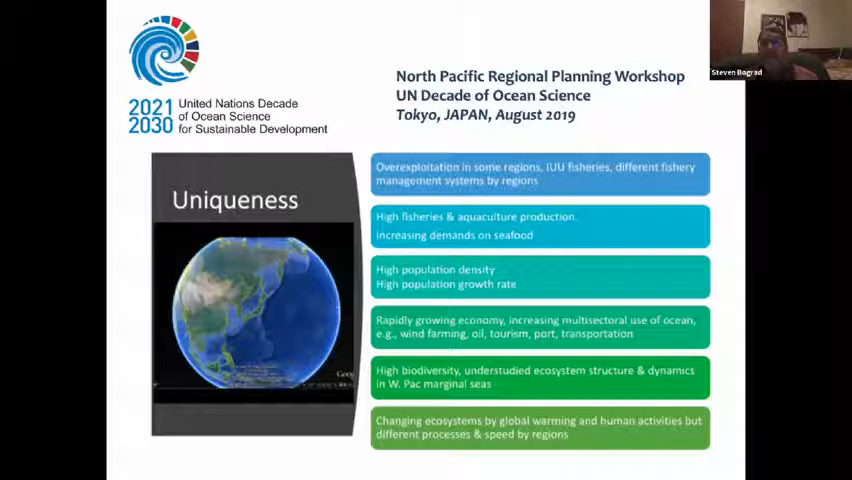 Steven Bograd
North Pacific Regional Planning Workshop
UN Decade of Ocean Science
Tokyo, JAPAN, August 2019
2021
2030
United Nations Decade
of Ocean Science
for Sustainable Development
Uniqueness
Overexploitation in some regions, IUU fisheries, different fishery
management systems by regions
High fisheries & aquaculture production.
Increasing demands on seafood
High population density
High population growth rate
Rapidly growing economy, increasing multisectoral use of ocean,
e.g., wind farming, oil, tourism, port, transportation
High biodiversity, understudied ecosystem structure & dynamics
in W. Pac marginal seas
Changing ecosystems by global warming and human activities but
different processes & speed by regions